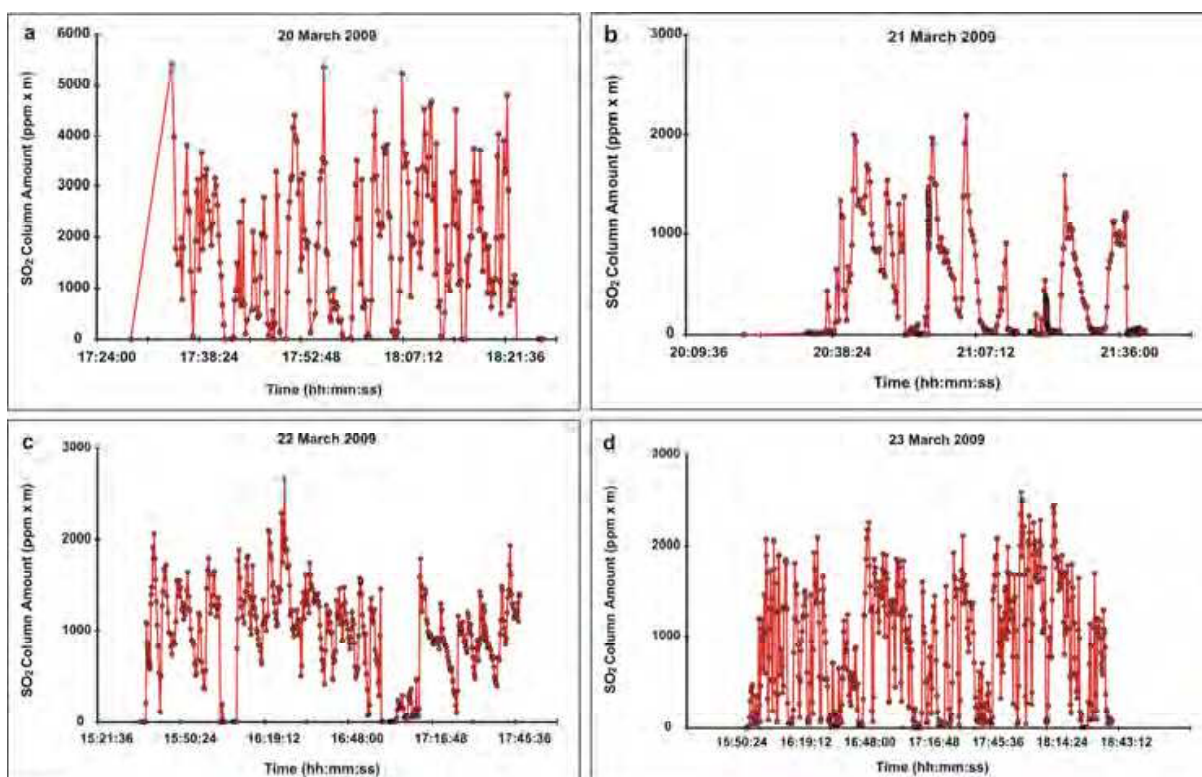 a
20 March 2009
SO₂ Column Amount (ppm x m)
6000
5000
4000
3000
2000
1000
0
17:24:00 17:38:24 17:52:48 18:07:12 18:21:36
Time (hh:mm:ss)
b
21 March 2009
SO₂ Column Amount (ppm x m)
3000
2000
1000
0
20:09:36 20:38:24 21:07:12 21:36:00
Time (hh:mm:ss)
c
22 March 2009
SO₂ Column Amount (ppm x m)
3000
2000
1000
0
15:21:36 15:50:24 16:19:12 16:48:00 17:16:48 17:45:36
Time (hh:mm:ss)
d
23 March 2009
SO₂ Column Amount (ppm x m)
3000
2000
1000
0
15:50:24 16:19:12 16:48:00 17:16:48 17:45:36 18:14:24 18:43:12
Time (hh:mm:ss)